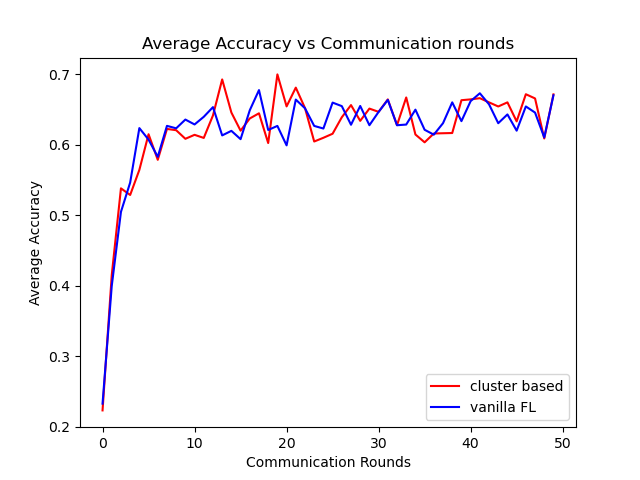 Average Accuracy vs Communication rounds
0.7
0.6
0.5
0.4
0.3
0.2
Average Accuracy
0 10 20 30 40 50
Communication Rounds
cluster based
vanilla FL